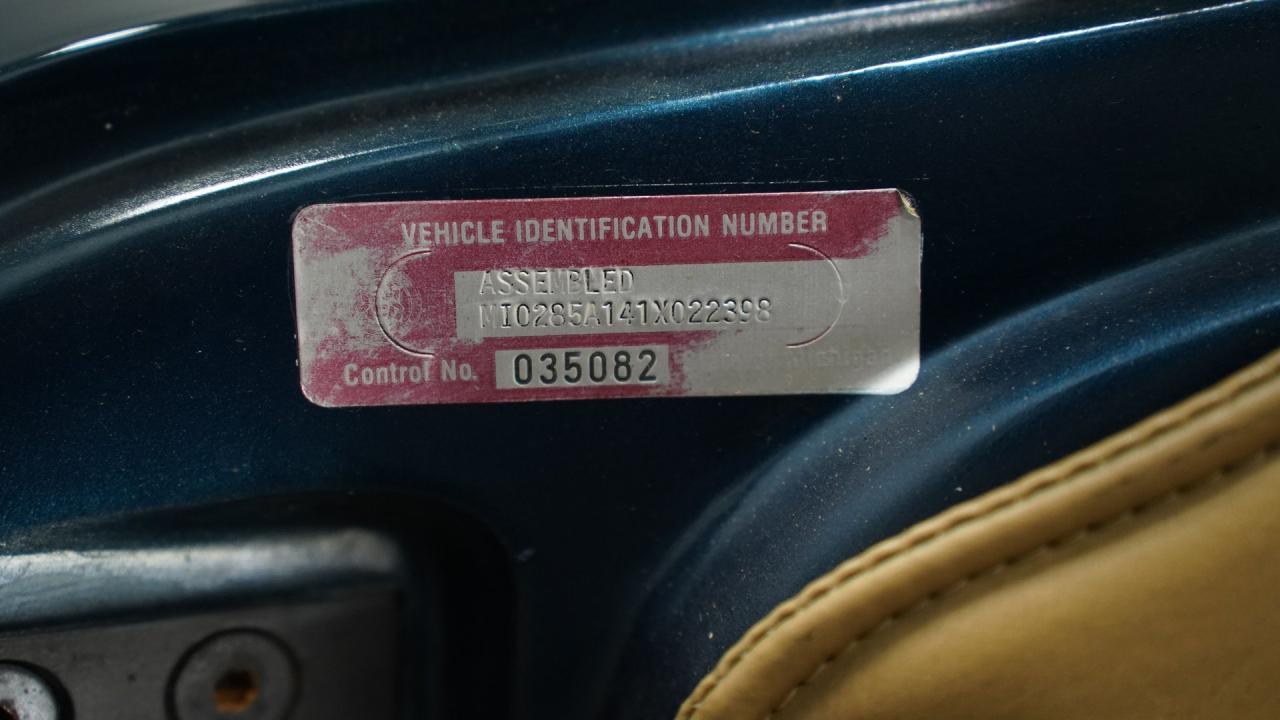 VEHICLE IDENTIFICATION NUMBER
ASSEMBLED
MI0285A141X022398
Control No. 035082